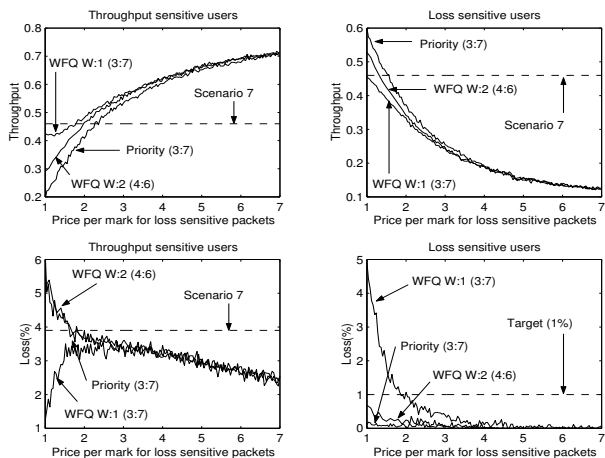 Throughput sensitive users
0.8
0.7
0.6
0.5
0.4
0.3
0.2
Throughput
WFQ W:1 (3:7)
Scenario 7
Priority (3:7)
WFQ W:2 (4:6)
1 2 3 4 5 6 7
Price per mark for loss sensitive packets
Loss sensitive users
0.6
0.5
0.4
0.3
0.2
0.1
Throughput
Priority (3:7)
WFQ W:2 (4:6)
Scenario 7
WFQ W:1 (3:7)
1 2 3 4 5 6 7
Price per mark for loss sensitive packets
Throughput sensitive users
6
5
4
3
2
1
Loss(%)
WFQ W:2 (4:6)
Scenario 7
Priority (3:7)
WFQ W:1 (3:7)
1 2 3 4 5 6 7
Price per mark for loss sensitive packets
Loss sensitive users
5
4
3
2
1
0
Loss(%)
WFQ W:1 (3:7)
Target (1%)
Priority (3:7)
WFQ W:2 (4:6)
1 2 3 4 5 6 7
Price per mark for loss sensitive packets